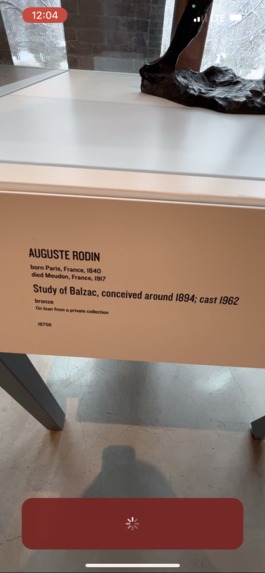 12:04
LTE
AUGUSTE RODIN
born Paris, France, 1840
died Meudon, France, 1917
Study of Balzac, conceived around 1894; cast 1962
bronze
On loan from a private collection